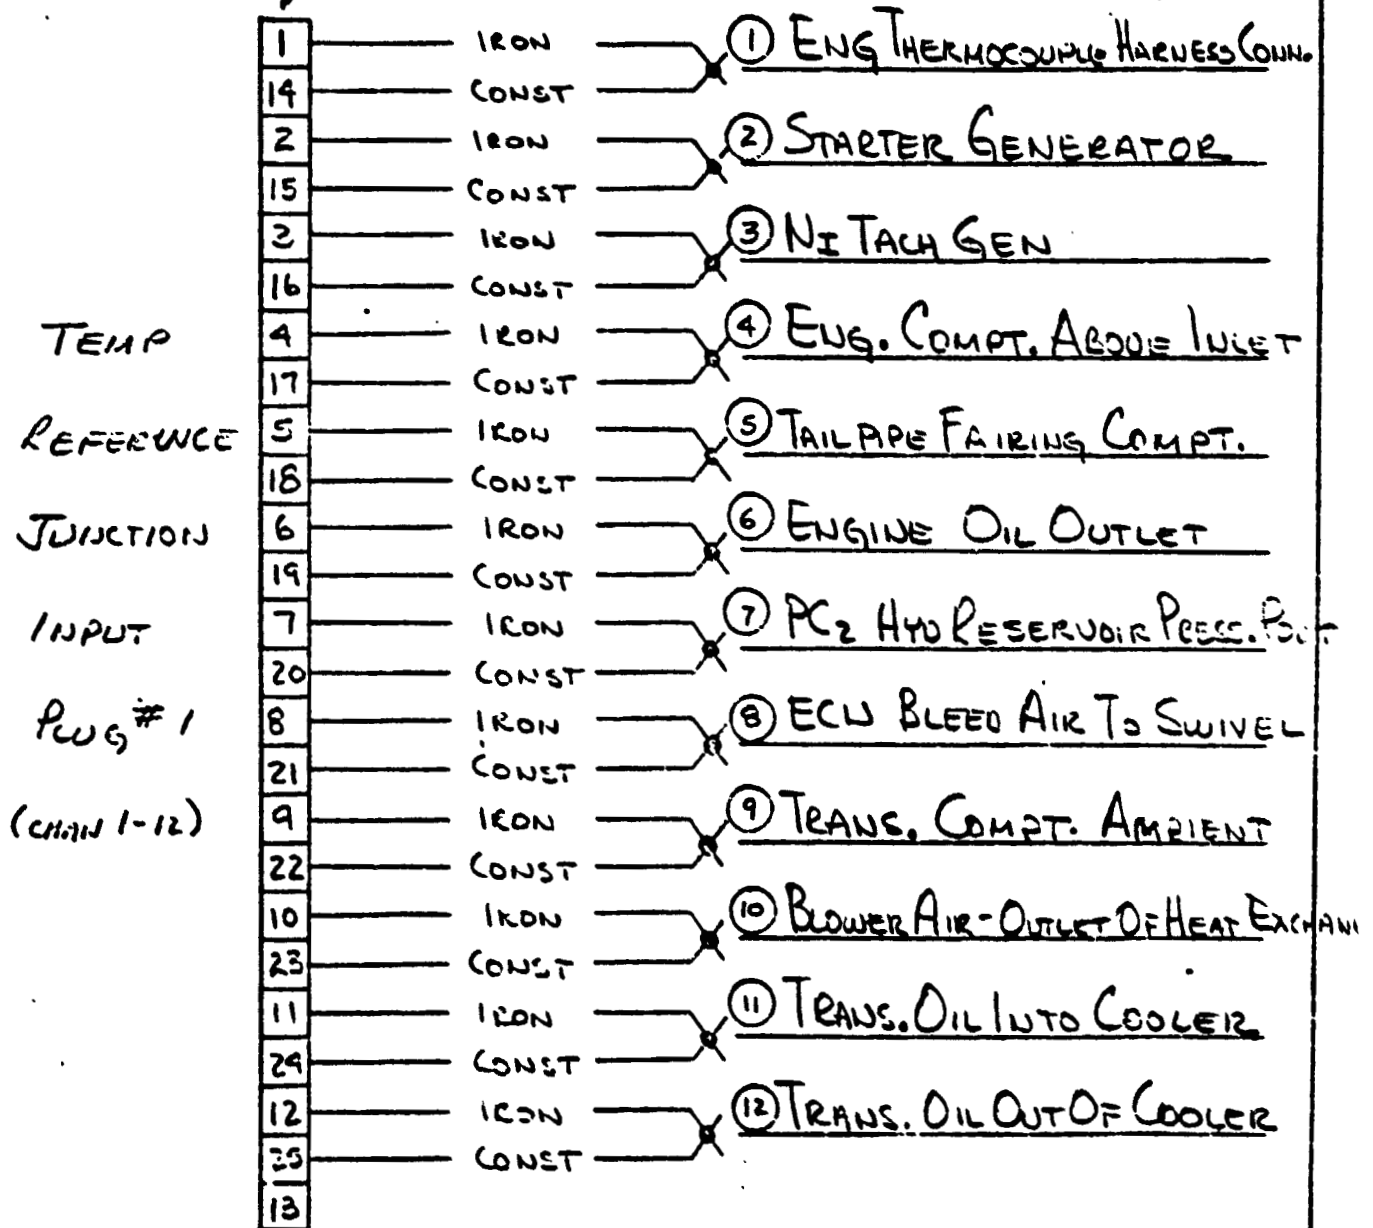 1 IRON ① ENG THERMOCOUPLE HARNESS CONN.
14 CONST
2 IRON ② STARTER GENERATOR
15 CONST
3 IRON ③ NI TACH GEN
16 CONST
TEMP 4 IRON ④ ENG. COMPT. ABOVE INLET
17 CONST
REFERENCE 5 IRON ⑤ TAILPIPE FAIRING COMPT.
18 CONST
JUNCTION 6 IRON ⑥ ENGINE OIL OUTLET
19 CONST
INPUT 7 IRON ⑦ PC2 HYD RESERVOIR PRESS.
20 CONST
PLUG #1 8 IRON ⑧ ECU BLEED AIR TO SWIVEL
21 CONST
(CHAN 1-12) 9 IRON ⑨ TRANS. COMPT. AMBIENT
22 CONST
10 IRON ⑩ BLOWER AIR-OUTLET OF HEAT EXCHAN
23 CONST
11 IRON ⑪ TRANS. OIL INTO COOLER
24 CONST
12 IRON ⑫ TRANS. OIL OUT OF COOLER
25 CONST
13